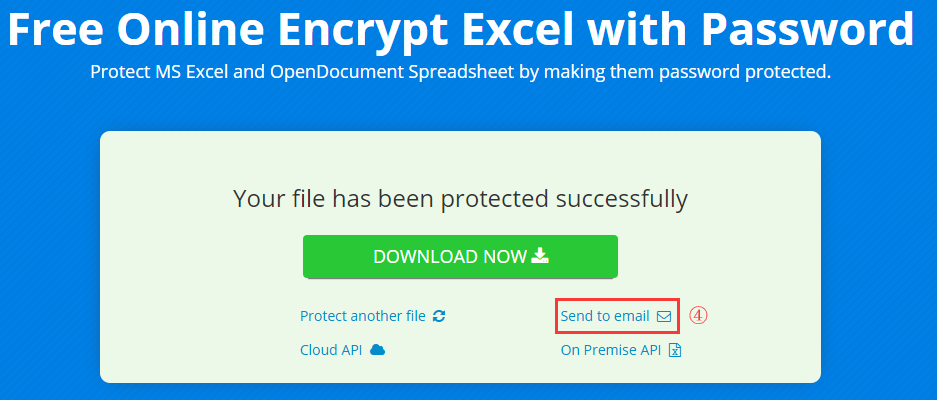 Free Online Encrypt Excel with Password
Protect MS Excel and OpenDocument Spreadsheet by making them password protected.
Your file has been protected successfully
DOWNLOAD NOW
Protect another file
Send to email
④
Cloud API
On Premise API